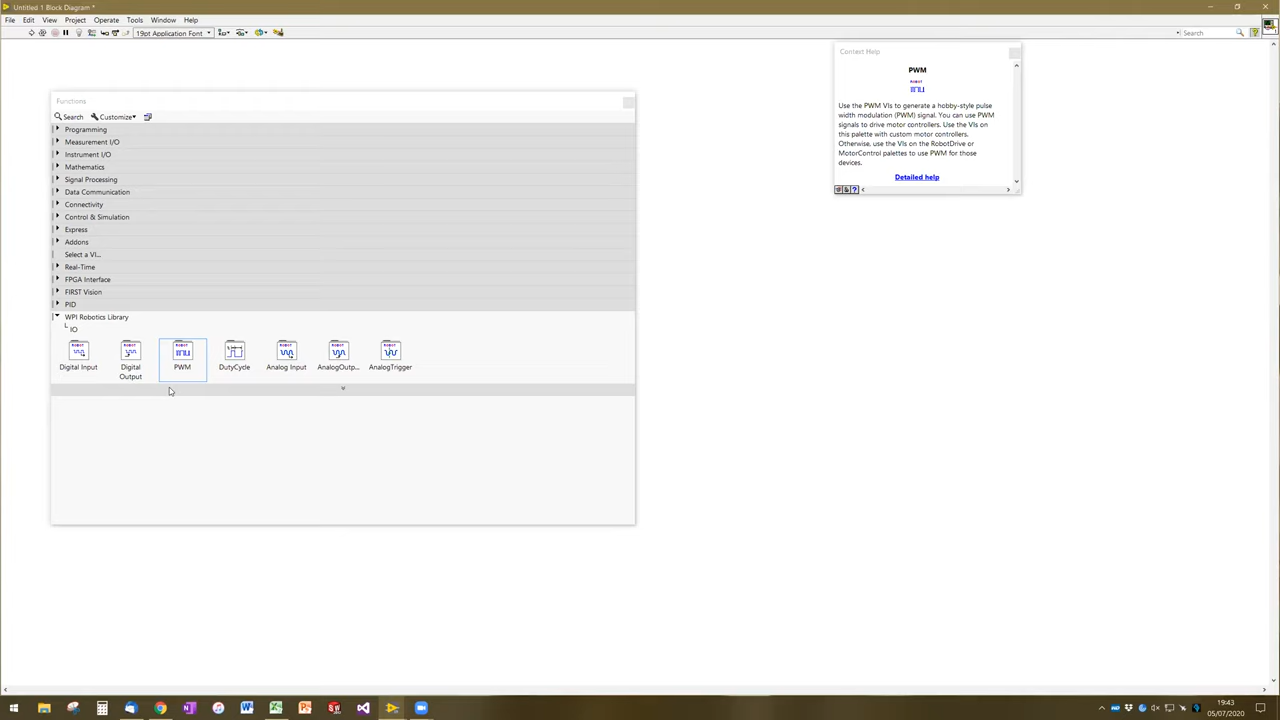 Untitled 1 Block Diagram *
File Edit View Project Operate Tools Window Help
19pt Application Font
Search
Context Help
PWM
Use the PWM VIs to generate a hobby-style pulse
width modulation (PWM) signal. You can use PWM
signals to drive motor controllers. Use the VIs on
this palette with custom motor controllers.
Otherwise, use the VIs on the RobotDrive or
MotorControl palettes to use PWM for those
devices.
Detailed help
Functions
Search Customize
Programming
Measurement I/O
Instrument I/O
Mathematics
Signal Processing
Data Communication
Connectivity
Control & Simulation
Express
Addons
Select a VI...
Real-Time
FPGA Interface
FIRST Vision
PID
WPI Robotics Library
IO
Digital Input
Digital
Output
PWM
DutyCycle
Analog Input
AnalogOutp...
AnalogTrigger
19:43
05/07/2020